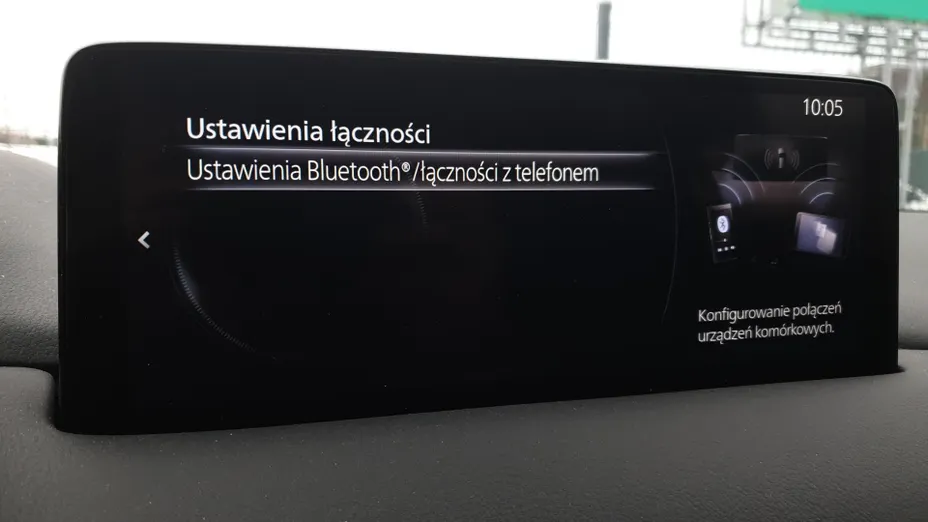 10:05
Ustawienia łączności
Ustawienia Bluetooth®/łączności z telefonem
Konfigurowanie połączeń
urządzeń komórkowych.